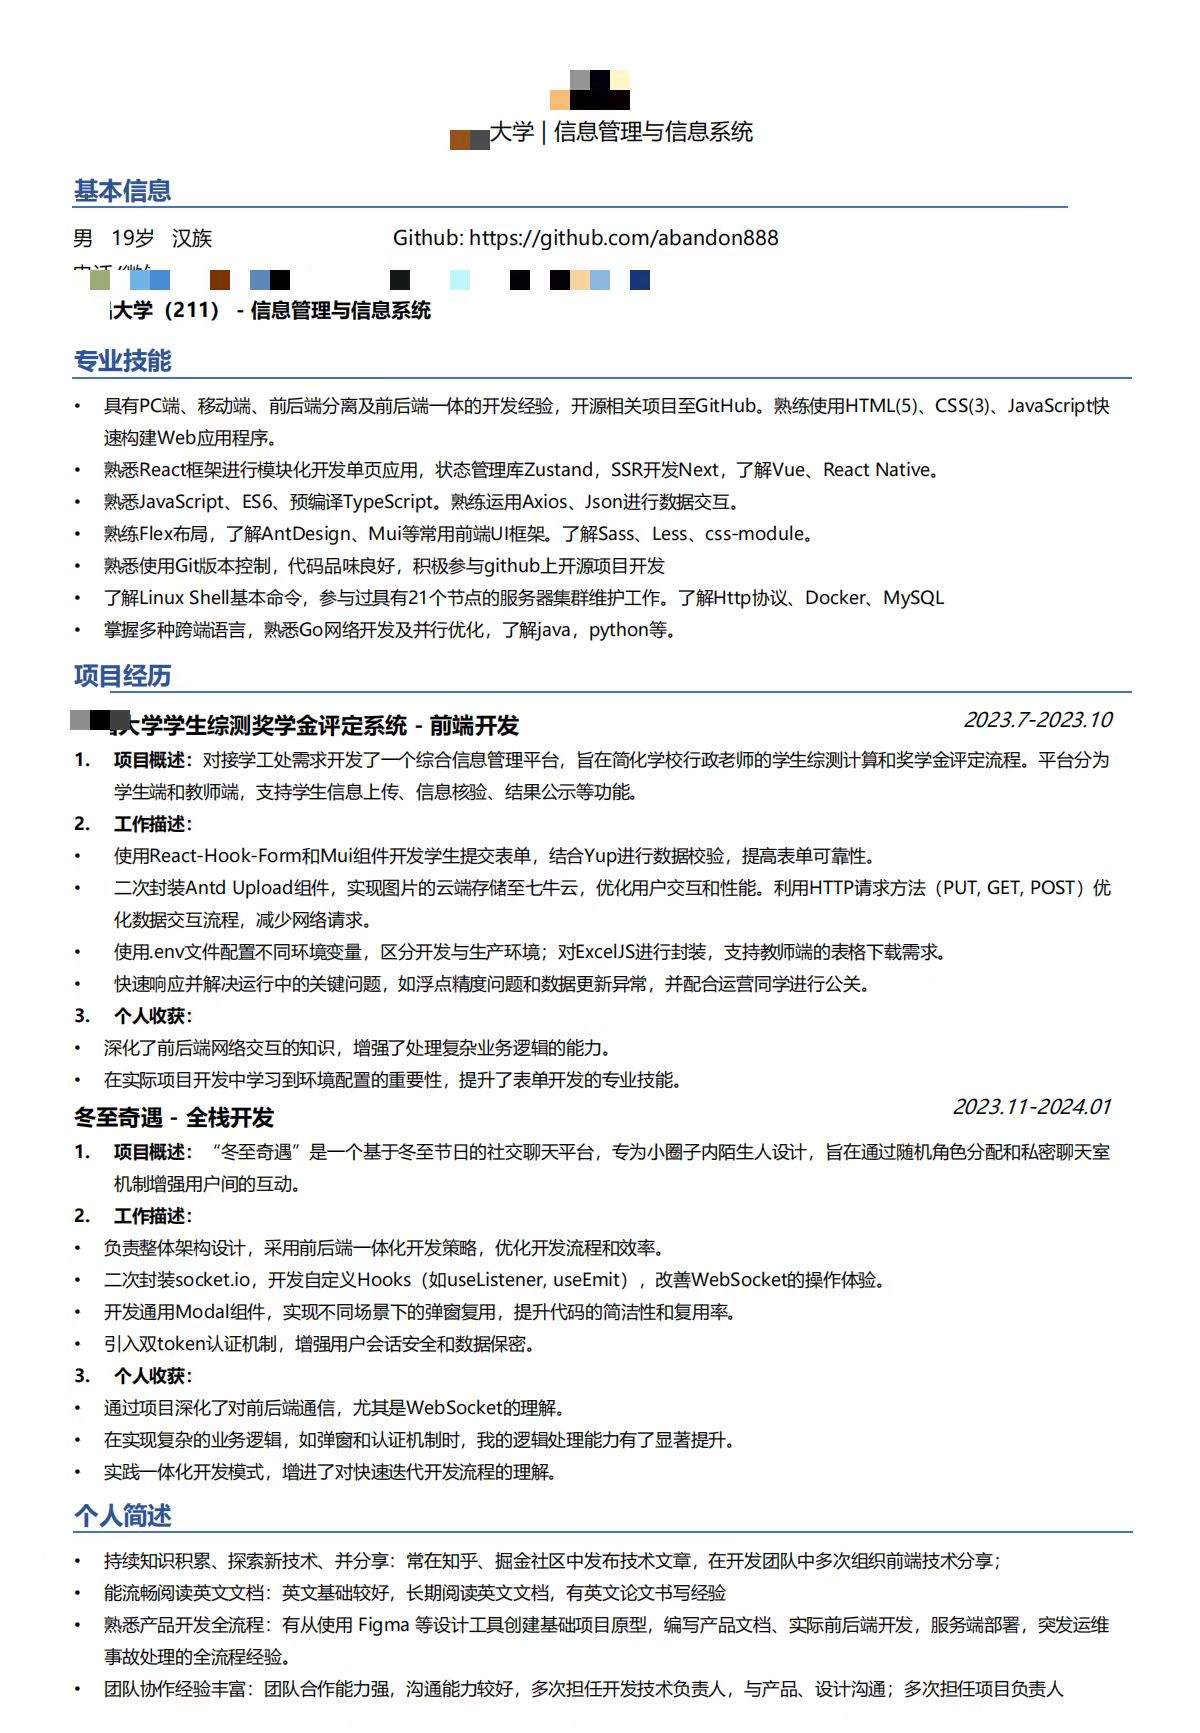 大学 | 信息管理与信息系统
基本信息
男 19岁 汉族 Github: https://github.com/abandon888
大学（211） - 信息管理与信息系统
专业技能
• 具有PC端、移动端、前后端分离及前后端一体的开发经验，开源相关项目至GitHub。熟练使用HTML(5)、CSS(3)、JavaScript快
速构建Web应用程序。
• 熟悉React框架进行模块化开发单页应用，状态管理库Zustand，SSR开发Next，了解Vue、React Native。
• 熟悉JavaScript、ES6、预编译TypeScript。熟练运用Axios、Json进行数据交互。
• 熟练Flex布局，了解AntDesign、Mui等常用前端UI框架。了解Sass、Less、css-module。
• 熟悉使用Git版本控制，代码品味良好，积极参与github上开源项目开发
• 了解Linux Shell基本命令，参与过具有21个节点的服务器集群维护工作。了解Http协议、Docker、MySQL
• 掌握多种跨端语言，熟悉Go网络开发及并行优化，了解java，python等。
项目经历
大学学生综测奖学金评定系统 - 前端开发 2023.7-2023.10
1. 项目概述：对接学工处需求开发了一个综合信息管理平台，旨在简化学校行政老师的学生综测计算和奖学金评定流程。平台分为
学生端和教师端，支持学生信息上传、信息核验、结果公示等功能。
2. 工作描述：
• 使用React-Hook-Form和Mui组件开发学生提交表单，结合Yup进行数据校验，提高表单可靠性。
• 二次封装Antd Upload组件，实现图片的云端存储至七牛云，优化用户交互和性能。利用HTTP请求方法（PUT, GET, POST）优
化数据交互流程，减少网络请求。
• 使用.env文件配置不同环境变量，区分开发与生产环境；对ExcelJS进行封装，支持教师端的表格下载需求。
• 快速响应并解决运行中的关键问题，如浮点精度问题和数据更新异常，并配合运营同学进行公关。
3. 个人收获：
• 深化了前后端网络交互的知识，增强了处理复杂业务逻辑的能力。
• 在实际项目开发中学习到环境配置的重要性，提升了表单开发的专业技能。
冬至奇遇 - 全栈开发 2023.11-2024.01
1. 项目概述：“冬至奇遇”是一个基于冬至节日的社交聊天平台，专为小圈子内陌生人设计，旨在通过随机角色分配和私密聊天室
机制增强用户间的互动。
2. 工作描述：
• 负责整体架构设计，采用前后端一体化开发策略，优化开发流程和效率。
• 二次封装socket.io，开发自定义Hooks（如useListener, useEmit），改善WebSocket的操作体验。
• 开发通用Modal组件，实现不同场景下的弹窗复用，提升代码的简洁性和复用率。
• 引入双token认证机制，增强用户会话安全和数据保密。
3. 个人收获：
• 通过项目深化了对前后端通信，尤其是WebSocket的理解。
• 在实现复杂的业务逻辑，如弹窗和认证机制时，我的逻辑处理能力有了显著提升。
• 实践一体化开发模式，增进了对快速迭代开发流程的理解。
个人简述
• 持续知识积累、探索新技术、并分享：常在知乎、掘金社区中发布技术文章，在开发团队中多次组织前端技术分享；
• 能流畅阅读英文文档：英文基础较好，长期阅读英文文档，有英文论文书写经验
• 熟悉产品开发全流程：有从使用 Figma 等设计工具创建基础项目原型，编写产品文档、实际前后端开发，服务端部署，突发运维
事故处理的全流程经验。
• 团队协作经验丰富：团队合作能力强，沟通能力较好，多次担任开发技术负责人，与产品、设计沟通；多次担任项目负责人